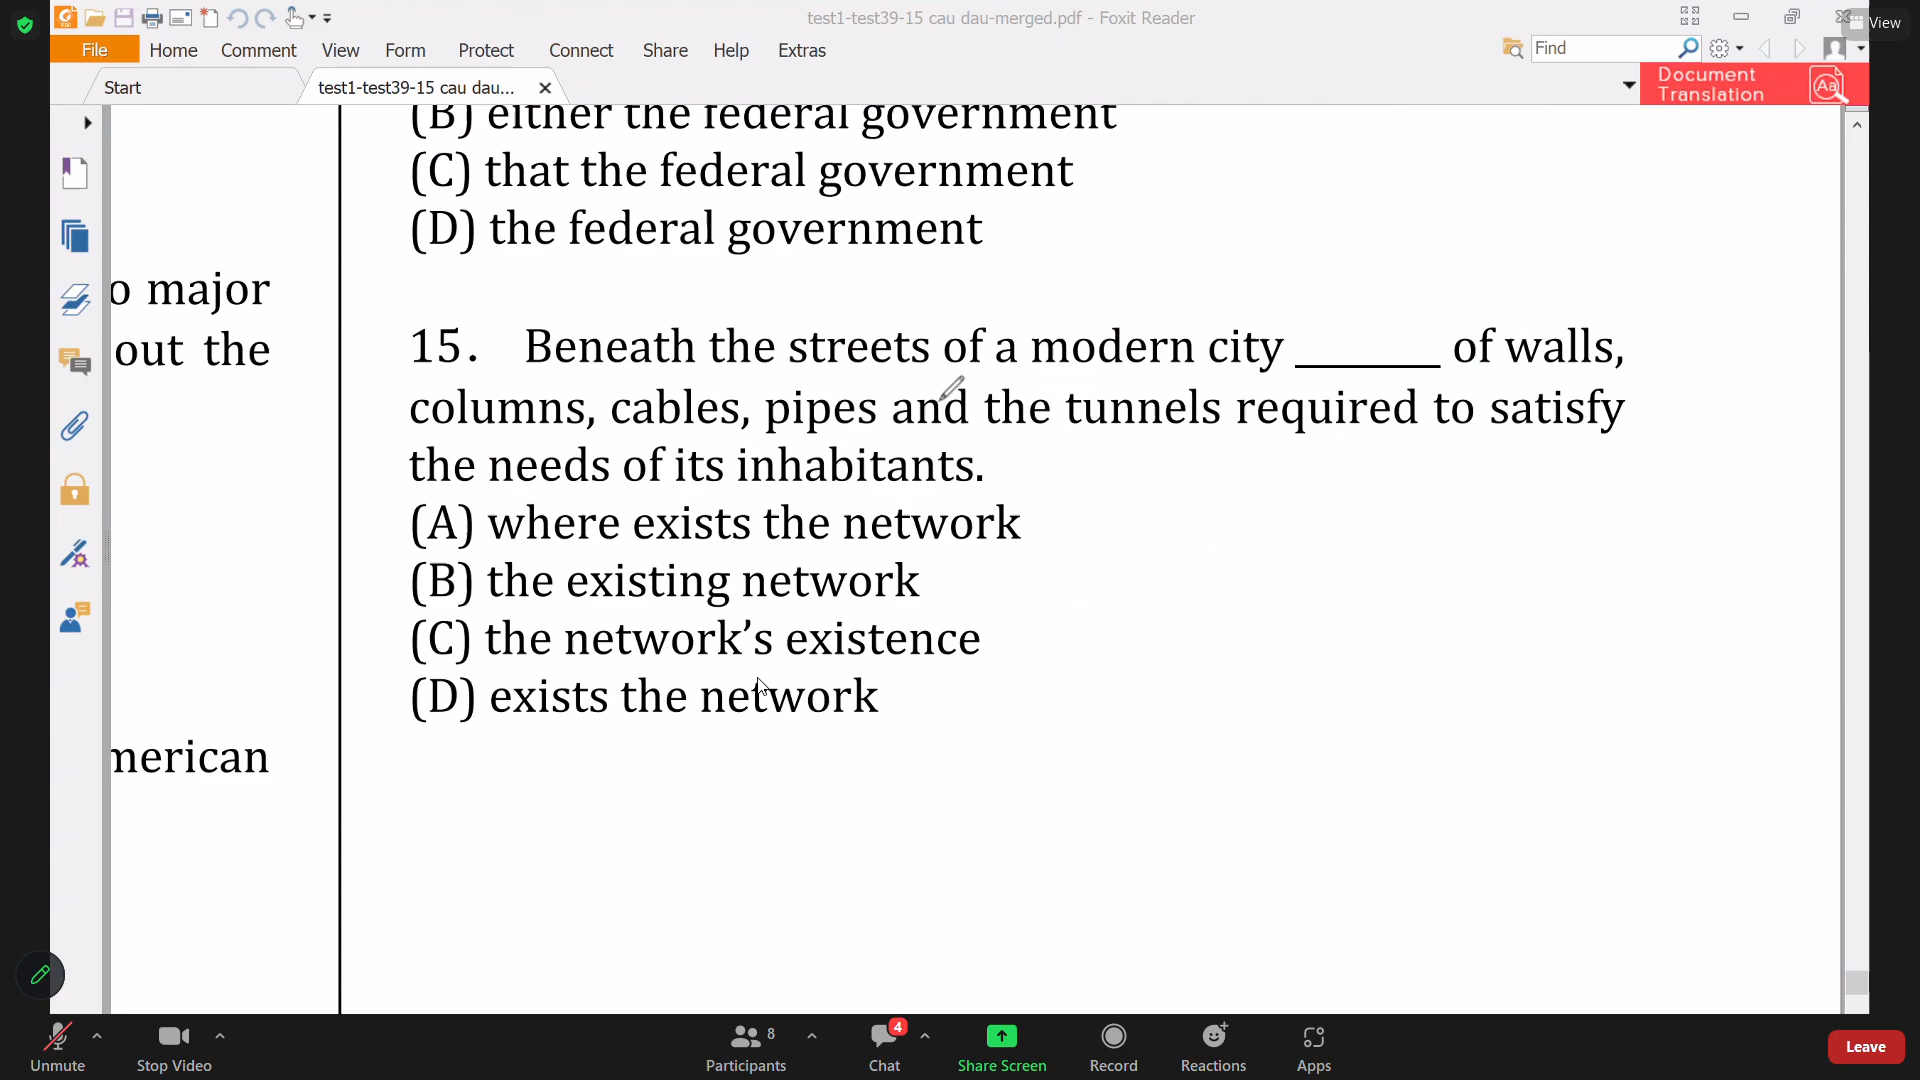 test1-test39-15 cau dau-merged.pdf - Foxit Reader
View
File
Home
Comment
View
Form
Protect
Connect
Share
Help
Extras
Find
Start
test1-test39-15 cau dau...
Document
Translation
o major
out the
merican
(B) either the federal government
(C) that the federal government
(D) the federal government
15. Beneath the streets of a modern city _______ of walls,
columns, cables, pipes and the tunnels required to satisfy
the needs of its inhabitants.
(A) where exists the network
(B) the existing network
(C) the network’s existence
(D) exists the network
Unmute
Stop Video
8
Participants
4
Chat
Share Screen
Record
Reactions
Apps
Leave